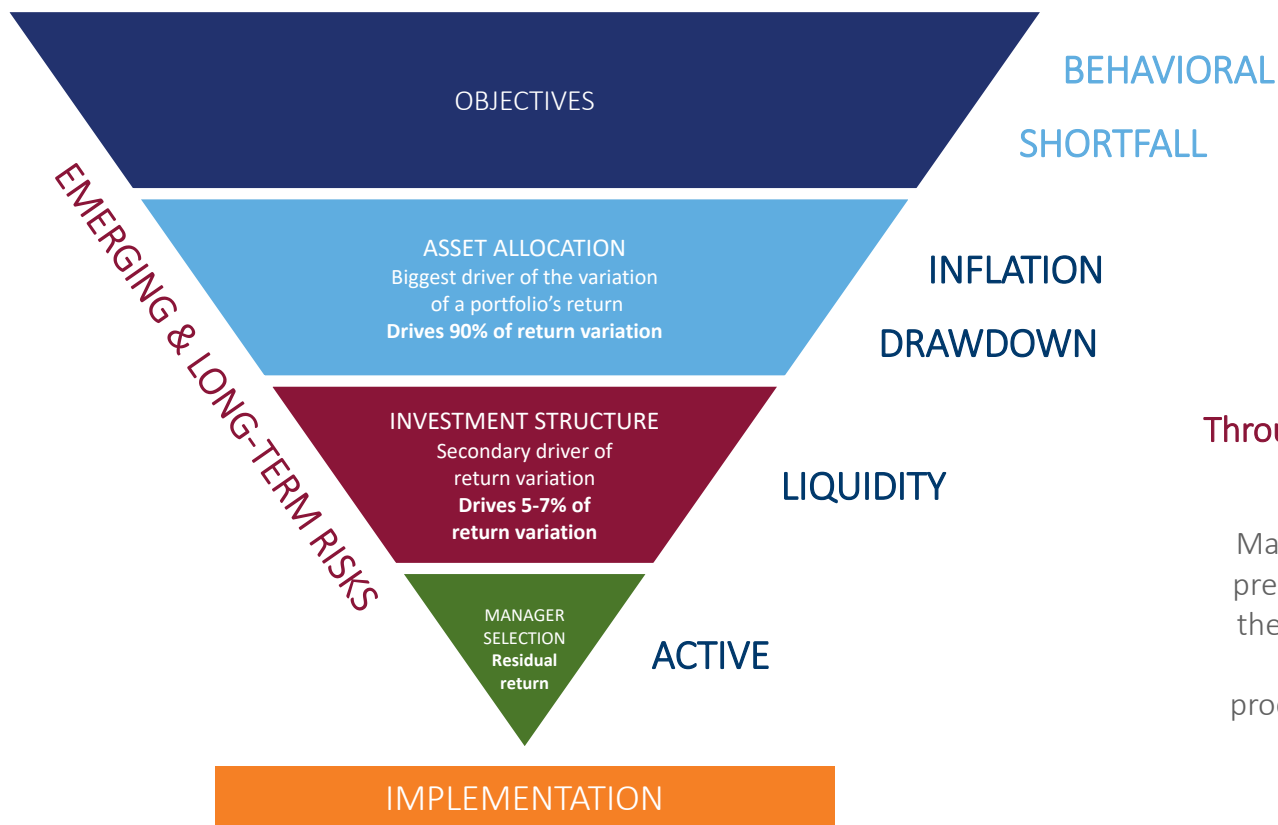 OBJECTIVES
BEHAVIORAL
SHORTFALL
EMERGING & LONG-TERM RISKS
ASSET ALLOCATION
Biggest driver of the variation
of a portfolio’s return
Drives 90% of return variation
INFLATION
DRAWDOWN
INVESTMENT STRUCTURE
Secondary driver of
return variation
Drives 5-7% of
return variation
LIQUIDITY
MANAGER
SELECTION
Residual
return
ACTIVE
IMPLEMENTATION